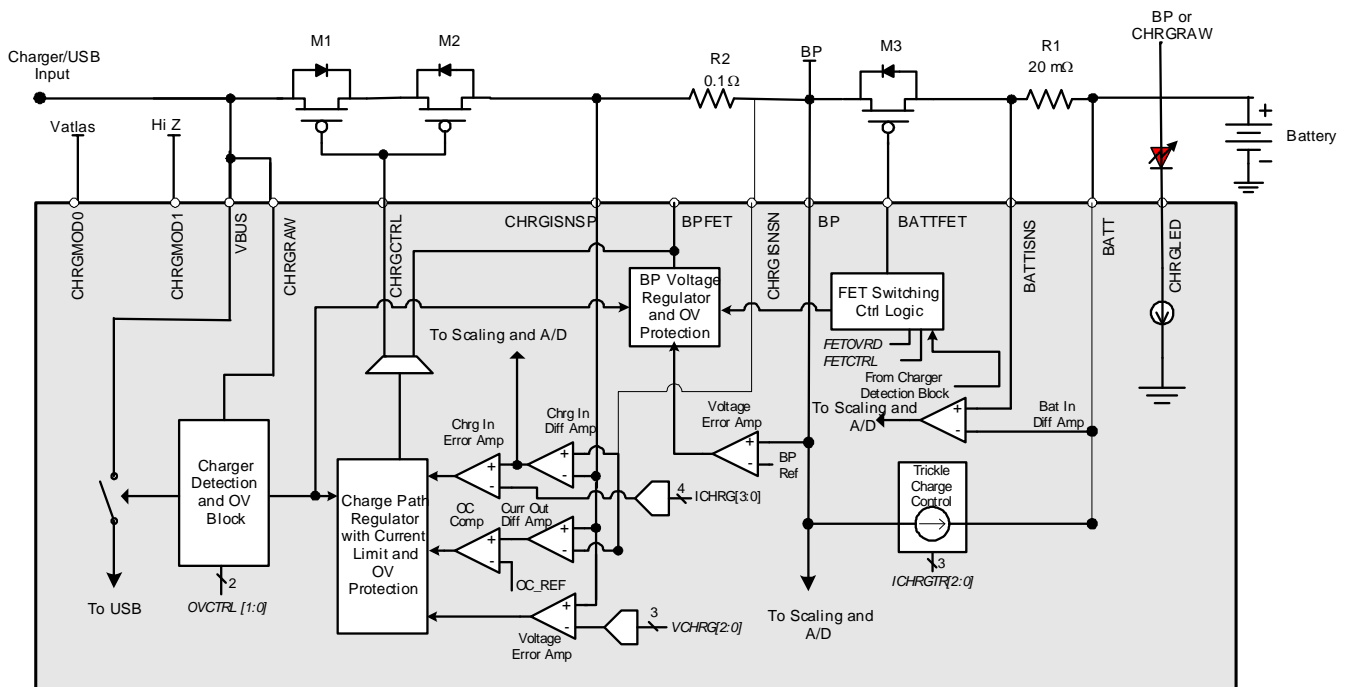 Charger/USB
Input
M1
M2
R2
0.1Ω
BP
M3
R1
20 mΩ
BP or
CHRGRAW
+
−
Battery
Vatlas
Hi Z
CHRGMOD0
CHRGMOD1
VBUS
CHRGRAW
CHRGCTRL
CHRGISNSP
BPFET
CHRGISNSN
BP
BATTFET
BATTISNS
BATT
CHRGLED
BP Voltage
Regulator
and OV
Protection
FET Switching
Ctrl Logic
FETOVRD
FETCTRL
From Charger
Detection Block
To Scaling and A/D
To Scaling and
A/D
+
-
Bat In
Diff Amp
Voltage
Error Amp
+
-
BP
Ref
Chrg In
Error Amp
+
-
Chrg In
Diff Amp
+
-
4
ICHRG[3:0]
Charger
Detection
and OV
Block
2
OVCTRL [1:0]
To USB
Charge Path
Regulator
with Current
Limit and
OV
Protection
OC
Comp
+
-
OC_REF
Curr Out
Diff Amp
+
-
+
-
Voltage
Error Amp
3
VCHRG[2:0]
Trickle
Charge
Control
3
ICHRGTR[2:0]
To Scaling and
A/D